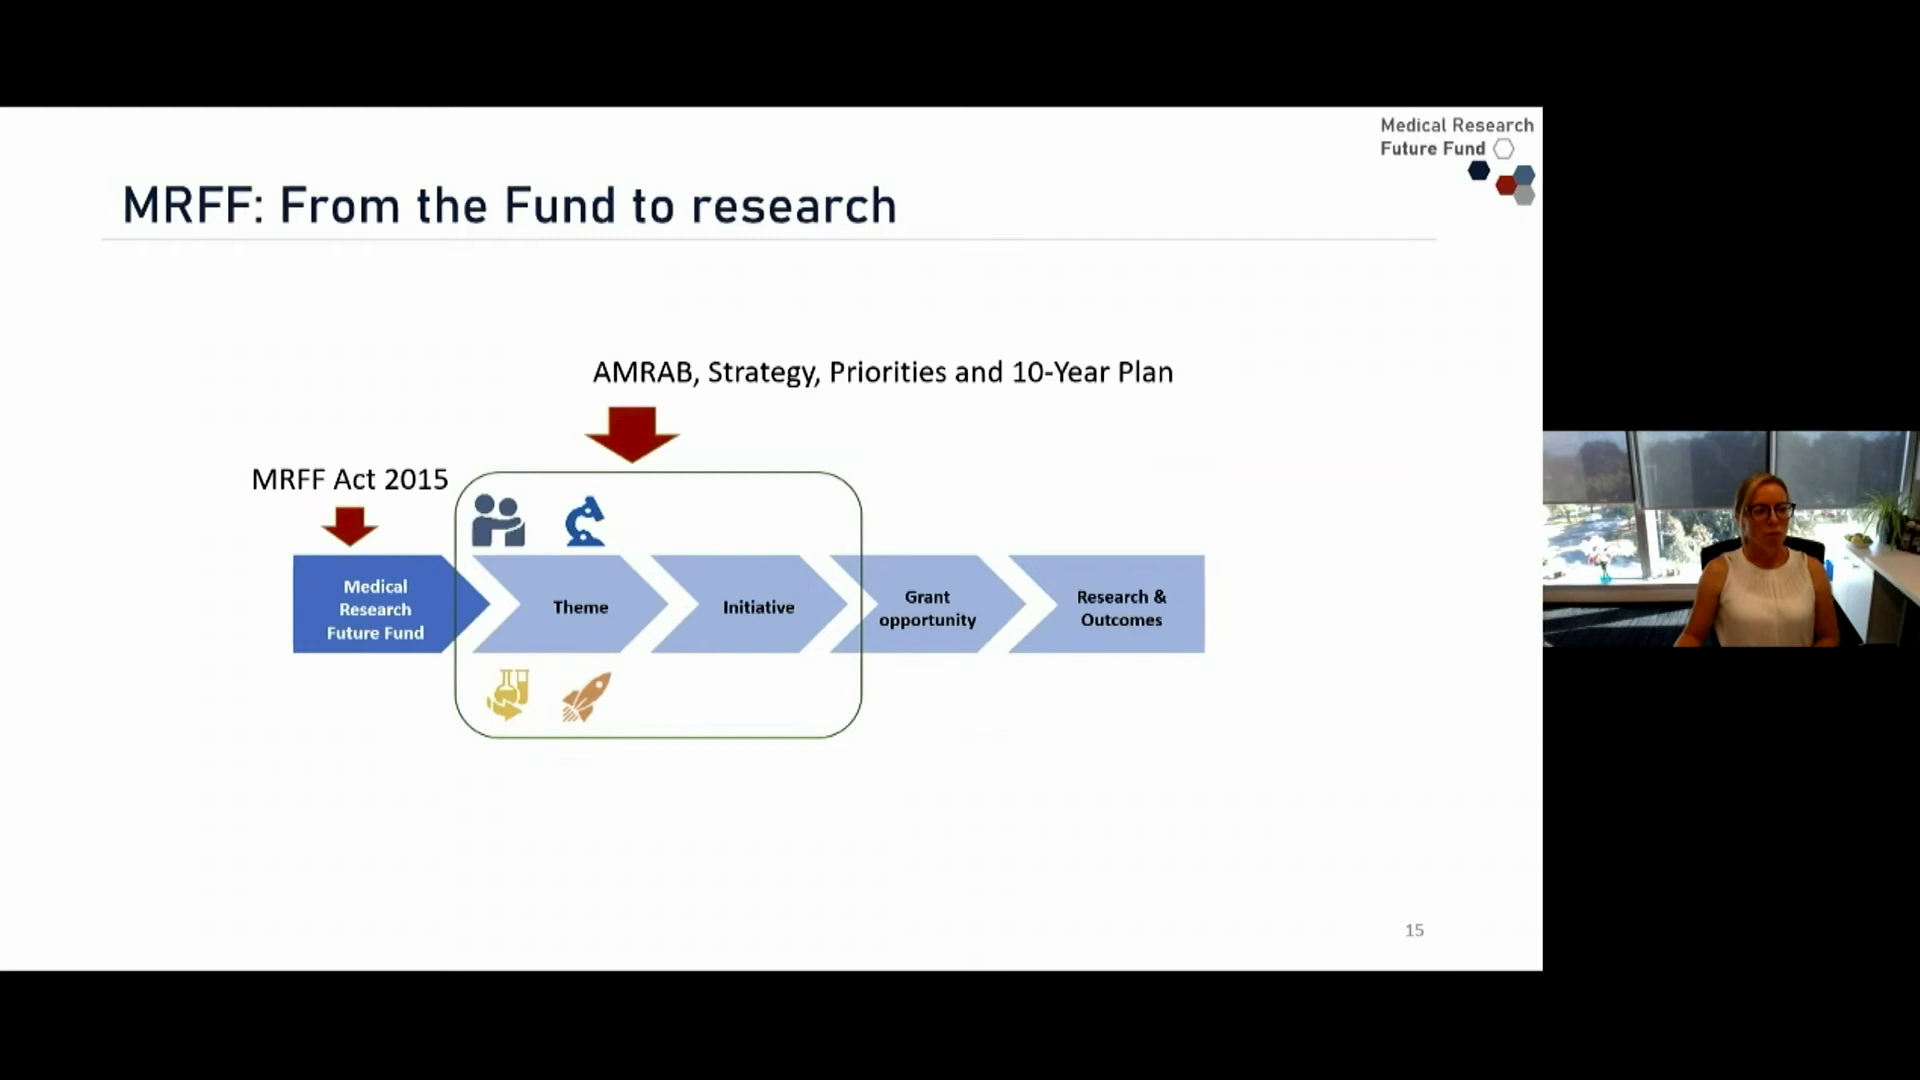 Medical Research
Future Fund
MRFF: From the Fund to research
AMRAB, Strategy, Priorities and 10-Year Plan
MRFF Act 2015
Medical
Research
Future Fund
Theme
Initiative
Grant
opportunity
Research &
Outcomes
15